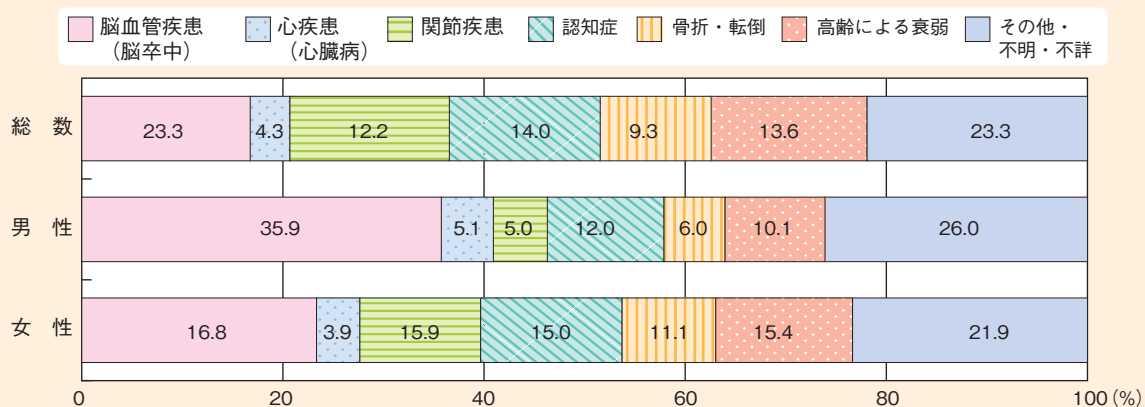 脳血管疾患
（脳卒中）
心疾患
（心臓病）
関節疾患
認知症
骨折・転倒
高齢による衰弱
その他・
不明・不詳
総 数
23.3 4.3 12.2 14.0 9.3 13.6 23.3
男 性
35.9 5.1 5.0 12.0 6.0 10.1 26.0
女 性
16.8 3.9 15.9 15.0 11.1 15.4 21.9
0 20 40 60 80 100(%)